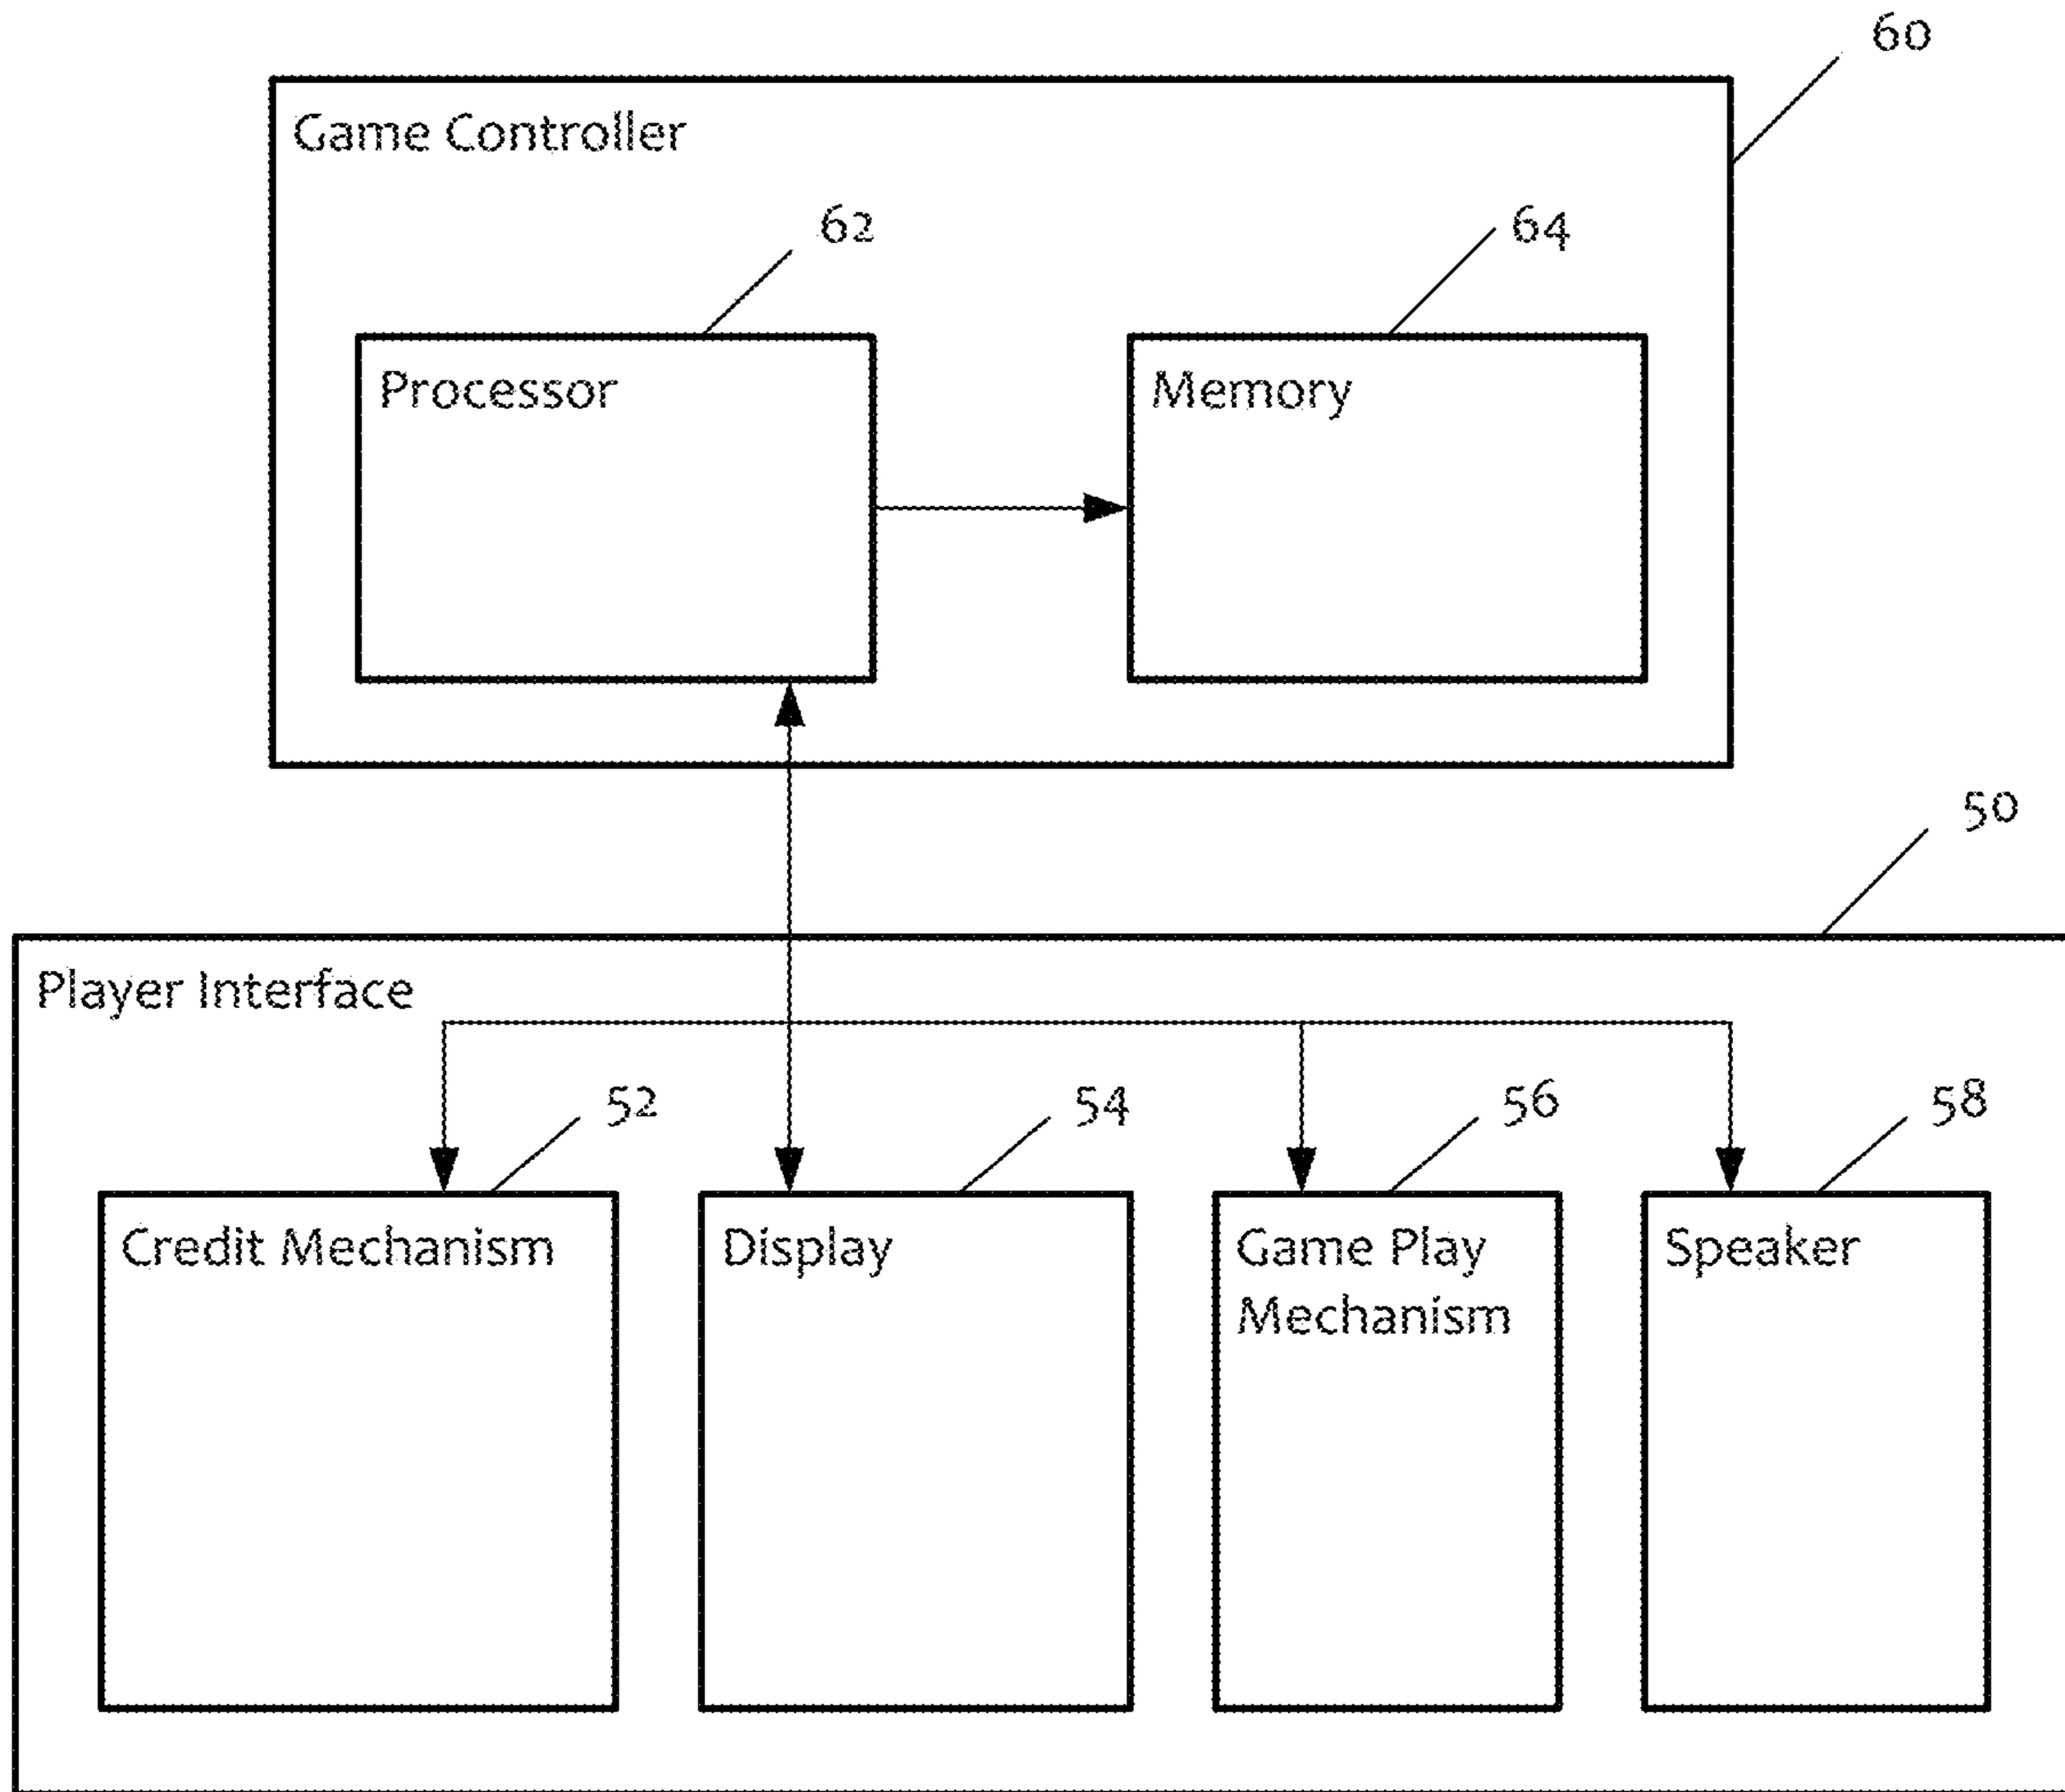 60
Game Controller
62
64
Processor
Memory
50
Player Interface
52
54
56
58
Credit Mechanism
Display
Game Play
Mechanism
Speaker